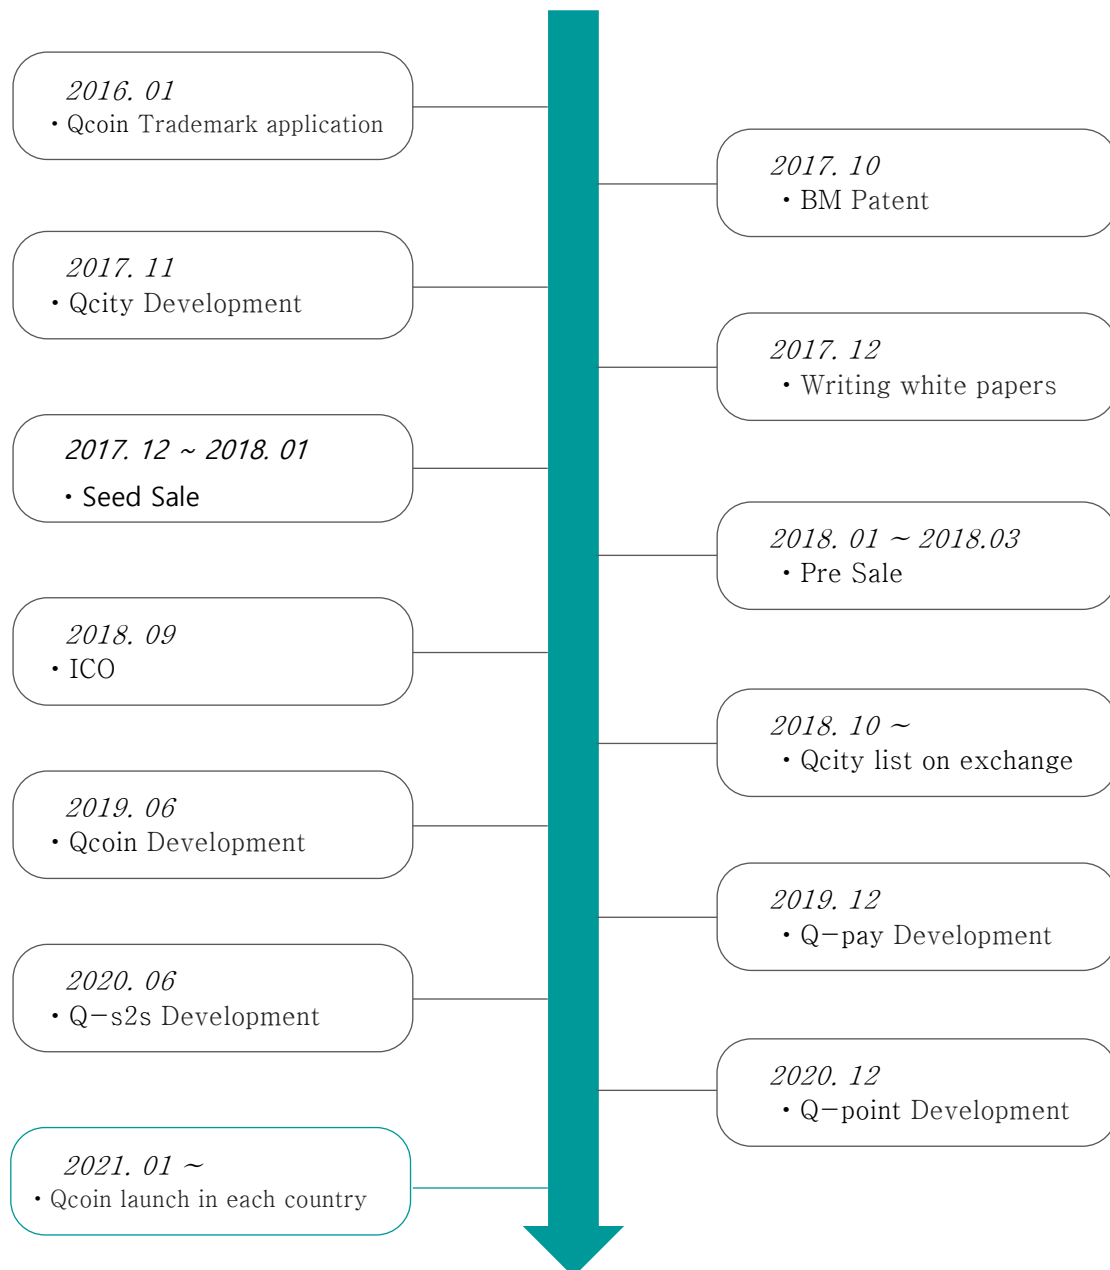 2016. 01
• Qcoin Trademark application
2017. 10
• BM Patent
2017. 11
• Qcity Development
2017. 12
• Writing white papers
2017. 12 ~ 2018. 01
• Seed Sale
2018. 01 ~ 2018.03
• Pre Sale
2018. 09
• ICO
2018. 10 ~
• Qcity list on exchange
2019. 06
• Qcoin Development
2019. 12
• Q-pay Development
2020. 06
• Q-s2s Development
2020. 12
• Q-point Development
2021. 01 ~
• Qcoin launch in each country